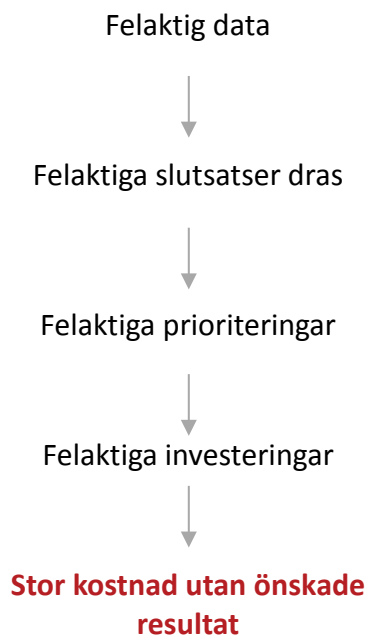 Felaktig data
Felaktiga slutsatser dras
Felaktiga prioriteringar
Felaktiga investeringar
Stor kostnad utan önskade
resultat